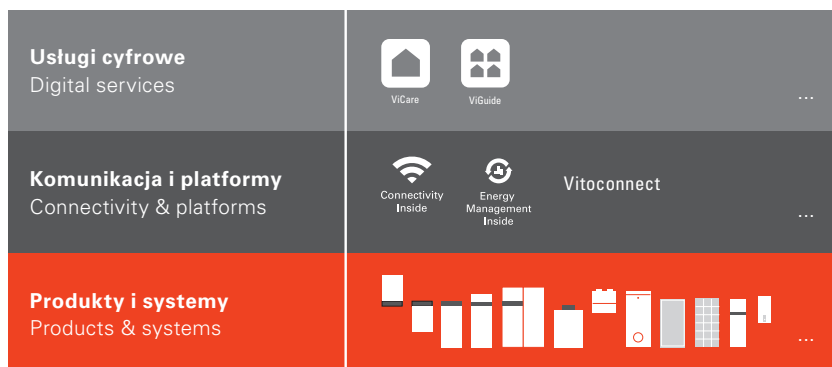 Usługi cyfrowe
Digital services
ViCare
ViGuide
...
Komunikacja i platformy
Connectivity & platforms
Connectivity
Inside
Energy
Management
Inside
Vitoconnect
...
Produkty i systemy
Products & systems
...